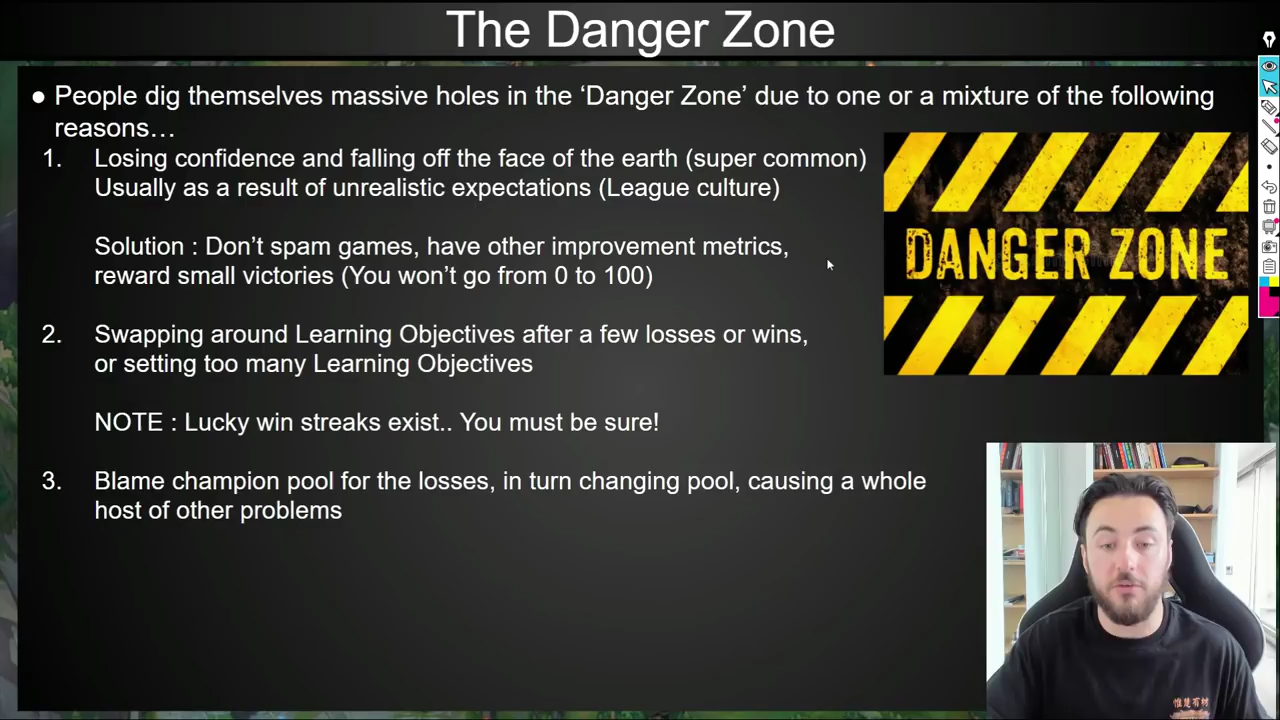 The Danger Zone
● People dig themselves massive holes in the ‘Danger Zone’ due to one or a mixture of the following
reasons…
1. Losing confidence and falling off the face of the earth (super common)
Usually as a result of unrealistic expectations (League culture)
Solution : Don’t spam games, have other improvement metrics,
reward small victories (You won’t go from 0 to 100)
DANGER ZONE
2. Swapping around Learning Objectives after a few losses or wins,
or setting too many Learning Objectives
NOTE : Lucky win streaks exist.. You must be sure!
3. Blame champion pool for the losses, in turn changing pool, causing a whole
host of other problems